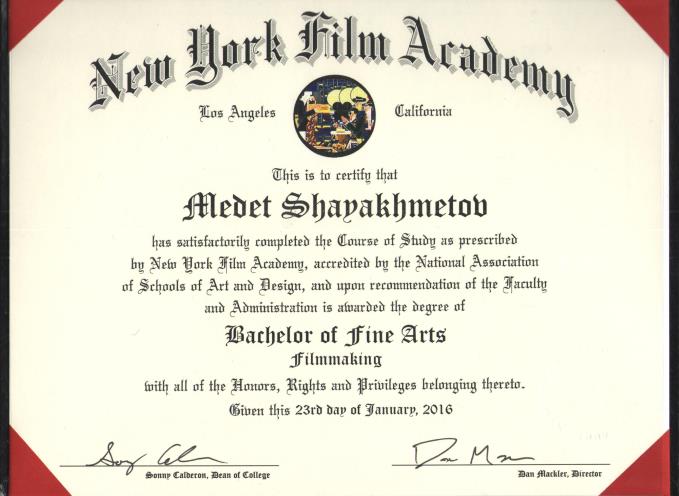 New York Film Academy
Los Angeles California
This is to certify that
Medet Shayakhmetov
has satisfactorily completed the Course of Study as prescribed
by New York Film Academy, accredited by the National Association
of Schools of Art and Design, and upon recommendation of the Faculty
and Administration is awarded the degree of
Bachelor of Fine Arts
Filmmaking
with all of the Honors, Rights and Privileges belonging thereto.
Given this 23rd day of January, 2016
Sonny Calderon, Dean of College
Dan Mackler, Director